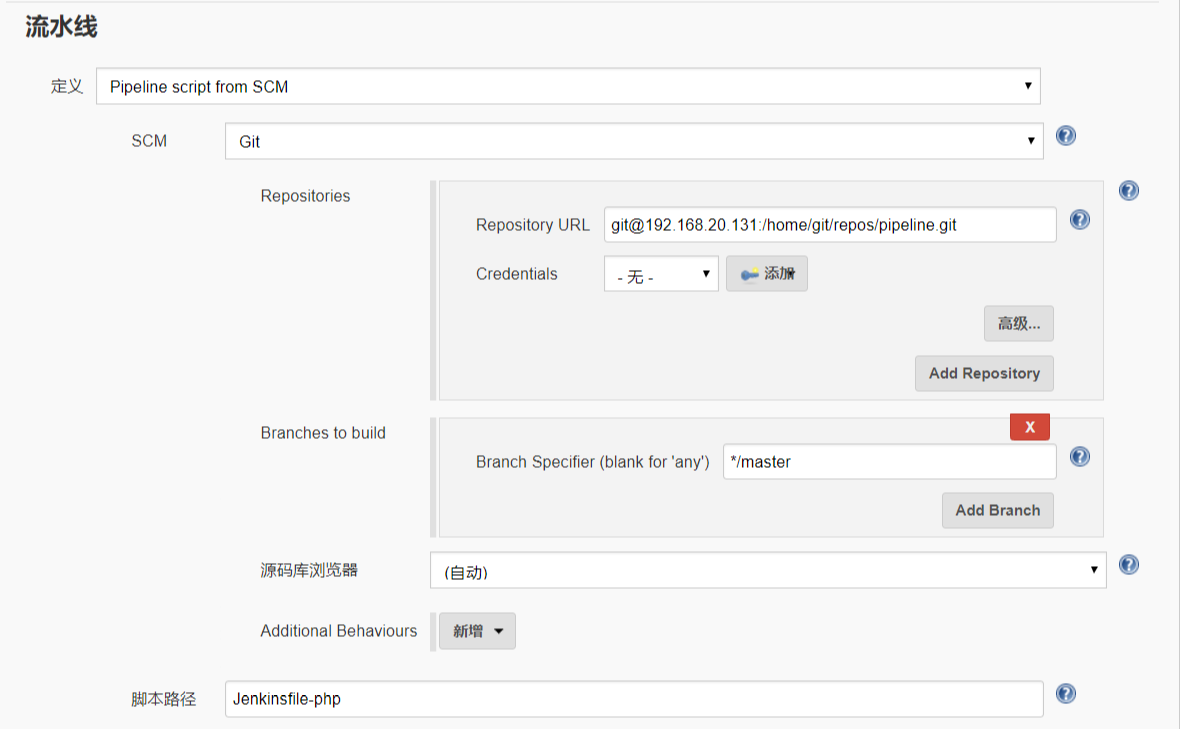 流水线
定义 Pipeline script from SCM
SCM Git
Repositories
Repository URL git@192.168.20.131:/home/git/repos/pipeline.git
Credentials - 无 - 添加
高级...
Add Repository
X
Branches to build
Branch Specifier (blank for 'any') */master
Add Branch
源码库浏览器 (自动)
Additional Behaviours 新增
脚本路径 Jenkinsfile-php